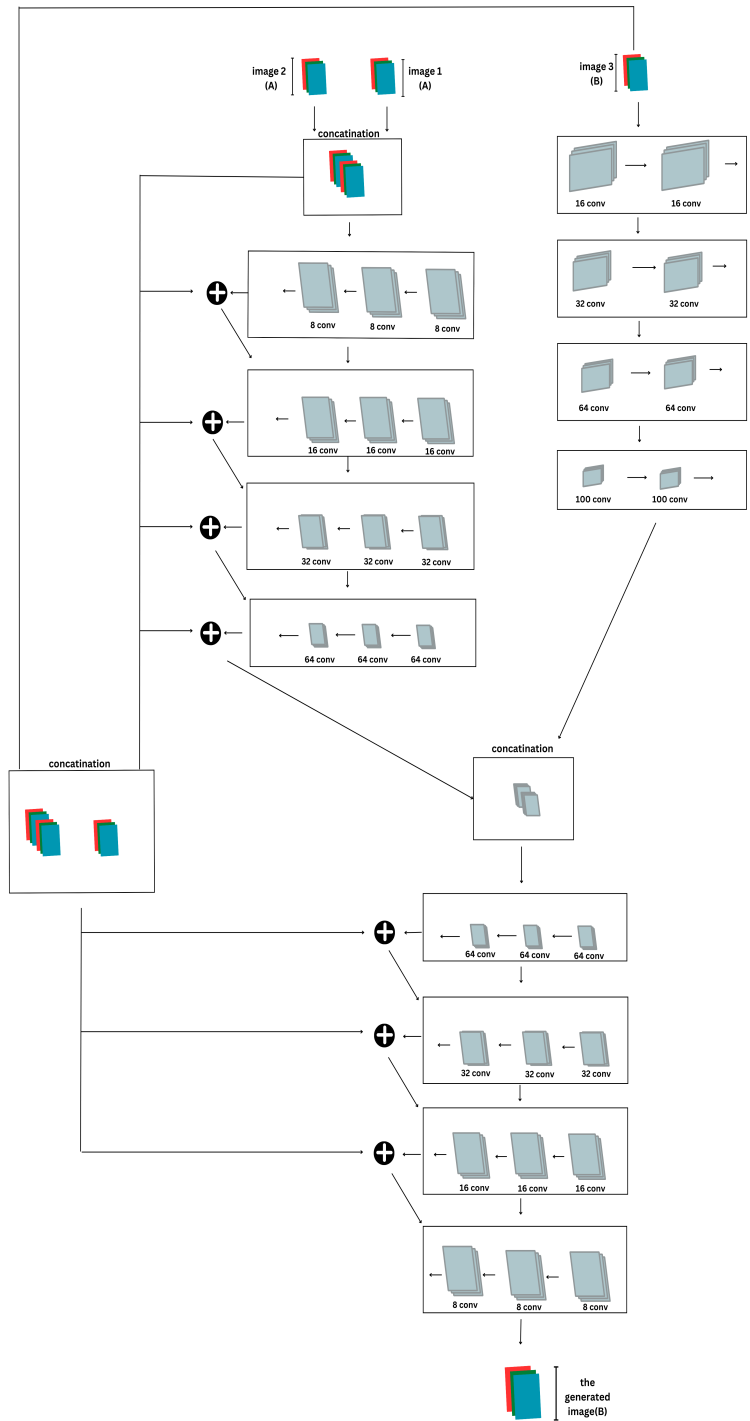 image 2
(A)
image 1
(A)
image 3
(B)
concatination
16 conv 16 conv
32 conv 32 conv
64 conv 64 conv
100 conv 100 conv
8 conv 8 conv 8 conv
16 conv 16 conv 16 conv
32 conv 32 conv 32 conv
64 conv 64 conv 64 conv
concatination
concatination
64 conv 64 conv 64 conv
32 conv 32 conv 32 conv
16 conv 16 conv 16 conv
8 conv 8 conv 8 conv
the
generated
image(B)